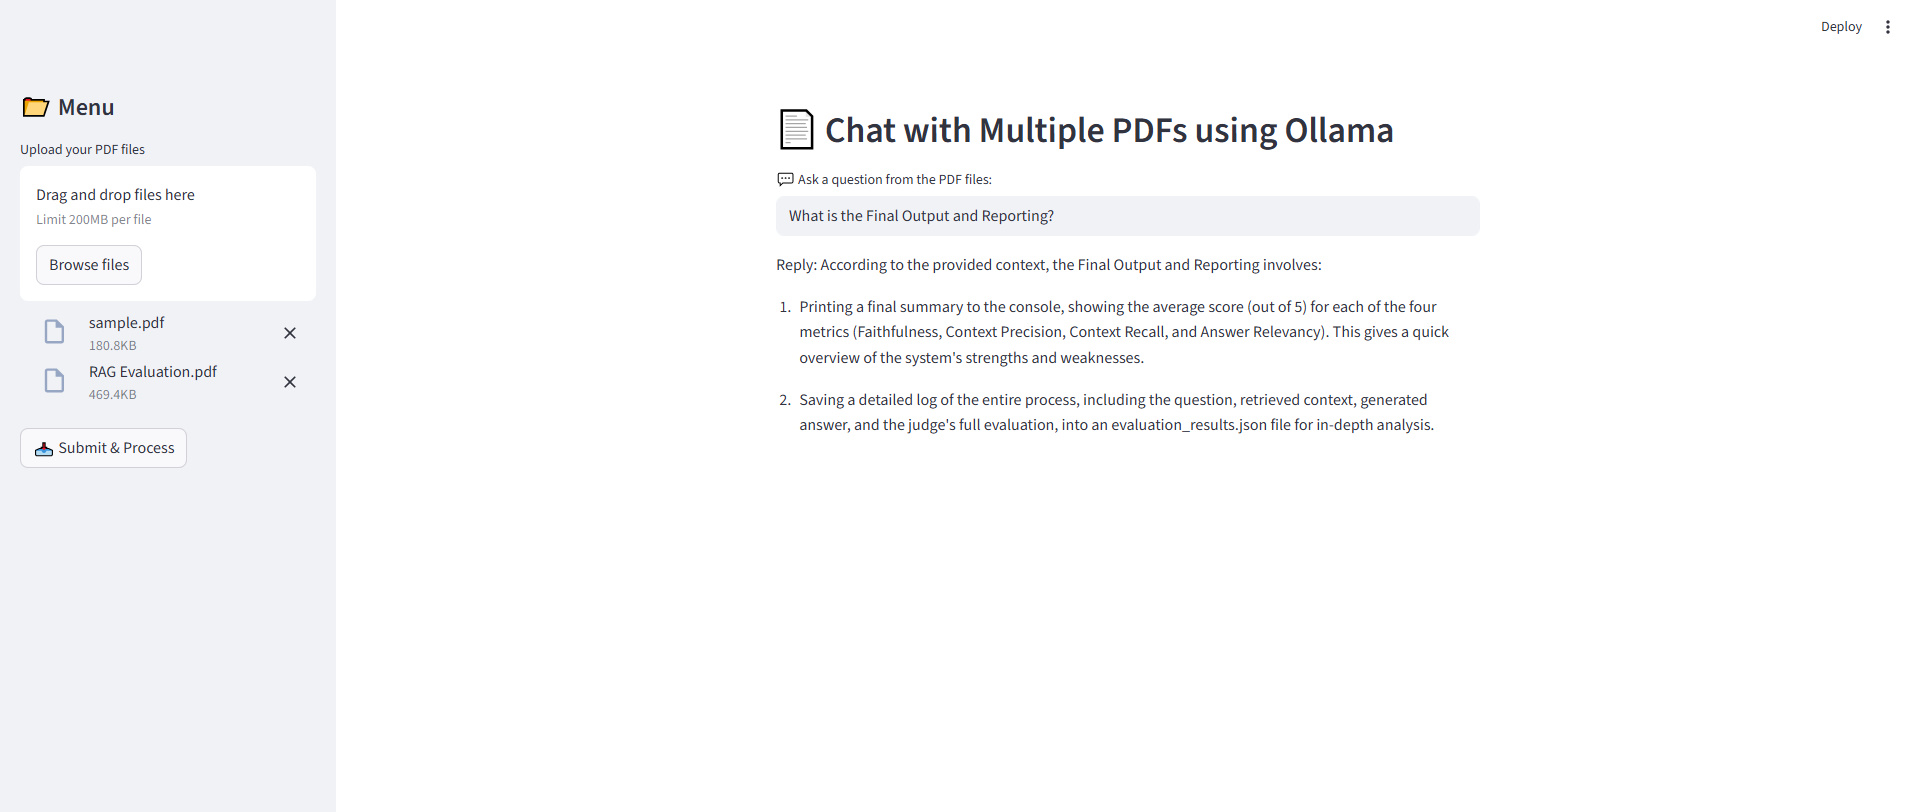 Deploy
Menu
Upload your PDF files
Drag and drop files here
Limit 200MB per file
Browse files
sample.pdf
180.8KB
RAG Evaluation.pdf
469.4KB
Submit & Process
Chat with Multiple PDFs using Ollama
Ask a question from the PDF files:
What is the Final Output and Reporting?
Reply: According to the provided context, the Final Output and Reporting involves:
1. Printing a final summary to the console, showing the average score (out of 5) for each of the four
metrics (Faithfulness, Context Precision, Context Recall, and Answer Relevancy). This gives a quick
overview of the system's strengths and weaknesses.
2. Saving a detailed log of the entire process, including the question, retrieved context, generated
answer, and the judge's full evaluation, into an evaluation_results.json file for in-depth analysis.